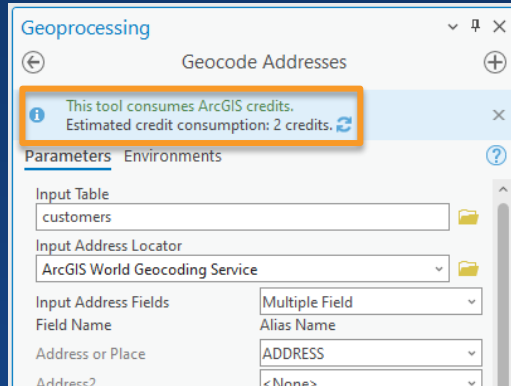 Geoprocessing
Geocode Addresses
This tool consumes ArcGIS credits.
Estimated credit consumption: 2 credits.
Parameters Environments
Input Table
customers
Input Address Locator
ArcGIS World Geocoding Service
Input Address Fields Multiple Field
Field Name Alias Name
Address or Place ADDRESS
Address2 <None>